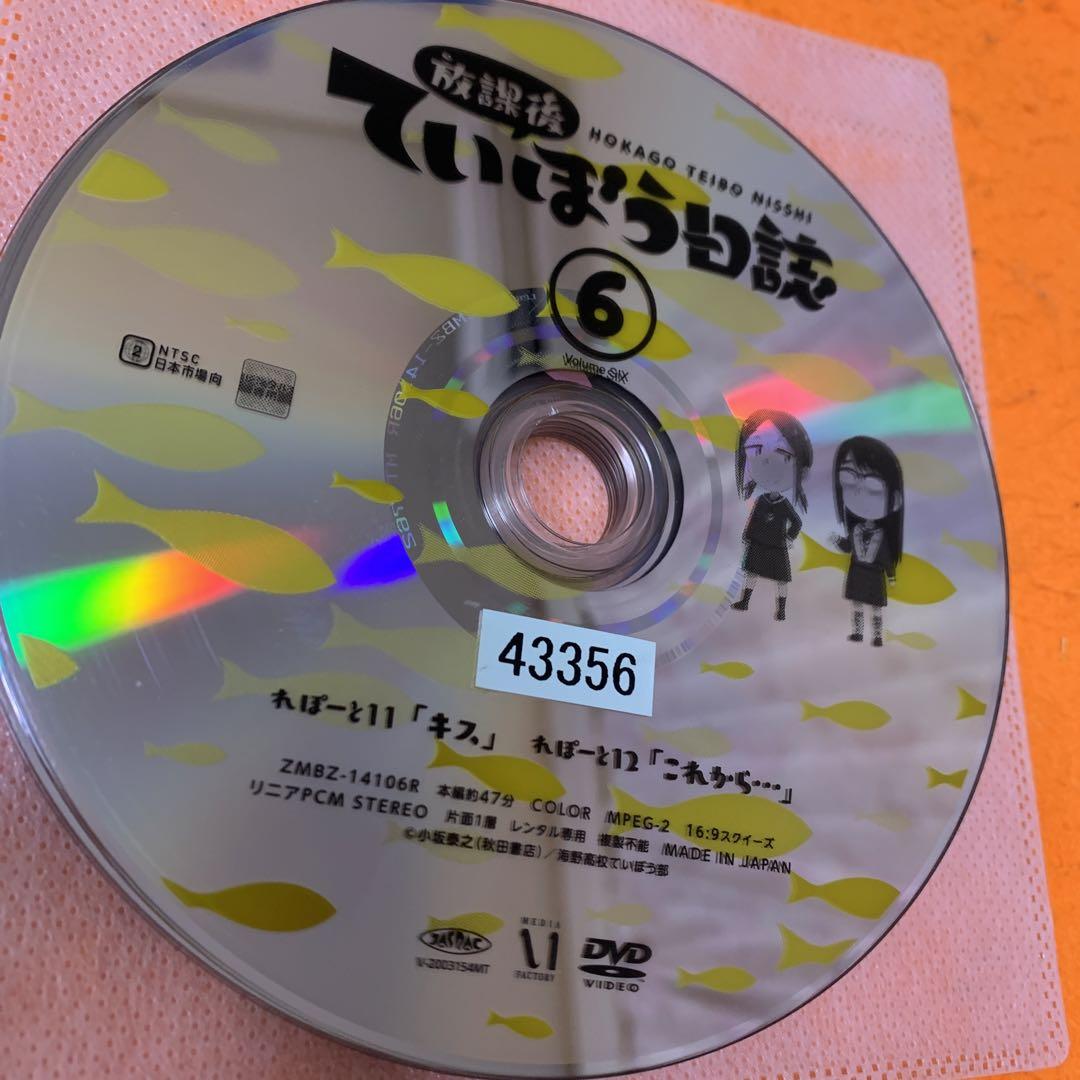 放課後
ていぼう日誌
HOKAGO TEIBO NISSHI
6
Volume SIX
2 NTSC
日本市場向
43356
れぽーと11「キス」 れぽーと12「これから…」
ZMBZ-14106R 本編約47分 COLOR MPEG-2 16:9スクイーズ
リニアPCM STEREO 片面1層 レンタル専用 複製不能 MADE IN JAPAN
©小坂泰之(秋田書店)/海野高校ていぼう部
JASRAC
V-2003154MT
MEDIA
FACTORY
DVD
VIDEO